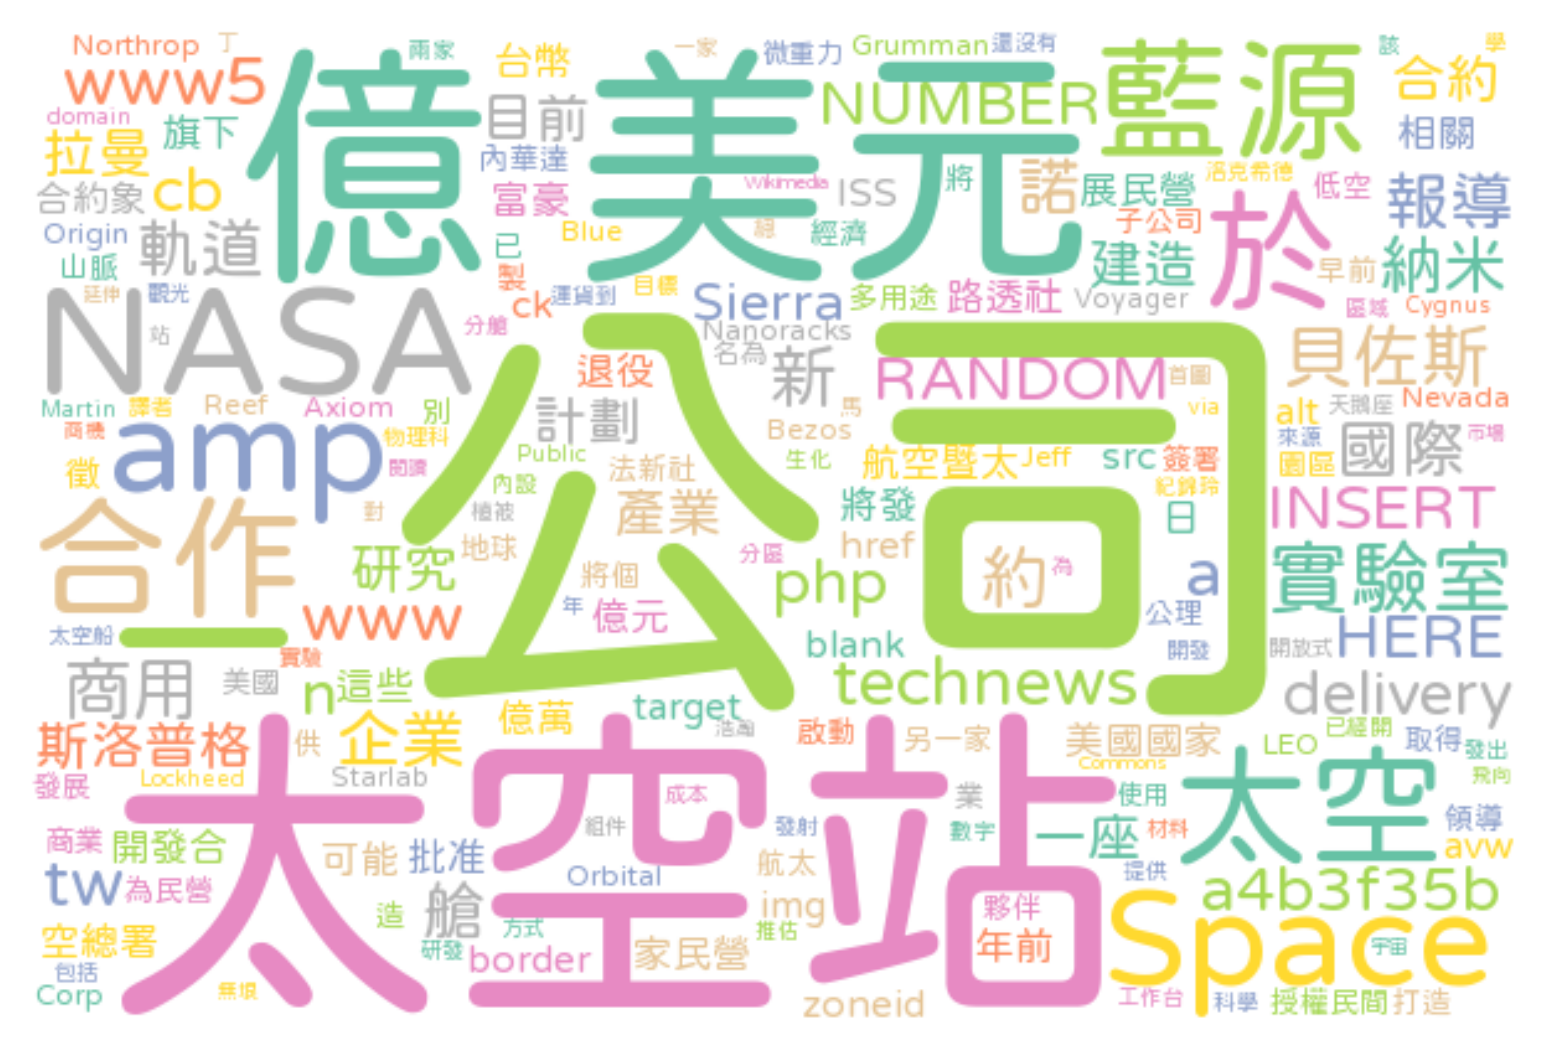 Northrop 丁 兩家 台幣 一家 微重力 Grumman 還沒有 該 學
www5 億 美 元 NUMBER 藍源 合約
domain 旗下 目前 相關
拉曼 cb 內華達 Wikimedia ISS 將 諾 展民營 洛克希德 低空 報導
合約象 軌道 富豪 Blue 經濟 子公司 於
Origin 已 建造 早前 納米
山脈 製
延伸 觀光 ck 運貨到 目標 Sierra 多用途 路透社 Voyager 區域 Cygnus
NASA 站 分艙 Nanoracks
退役 名為 新 RANDOM 首圖 貝佐斯
Martin 譯者 Reef Axiom 別 計劃 馬 via alt 天鵝座 Nevada
商機 amp 物理科 公司 Bezos 來源 國際 市場
徵 閱讀 Public 法新社 生化 航空暨太 Jeff src 簽署 園區
內設 產業 紀錦玲
合作 對 植被 將發 日 INSERT
研究 地球 分區 href 約 為 實驗室
將個 php a
太空船 一 www 年 億元 公理
實驗 blank 開發 開放式 HERE
商用 美國 n 這些 technews delivery
億萬 target 浩瀚
斯洛普格 供 企業 啟動 另一家 美國國家 LEO 已經開 取得 發出
發展 Lockheed Starlab 成本 業 Commons 使用 太空 飛向
太空站
商業 開發合 組件 發射 數字 一座 材料 領導
可能 批准 航太 avw
tw 為民營 艙 Orbital 提供 a4b3f35b
造 img 夥伴
空總署 方式 推估 年前 Space 宇宙
包括 研發 border 家民營
Corp 無垠 zoneid 工作台 科學 授權民間 打造